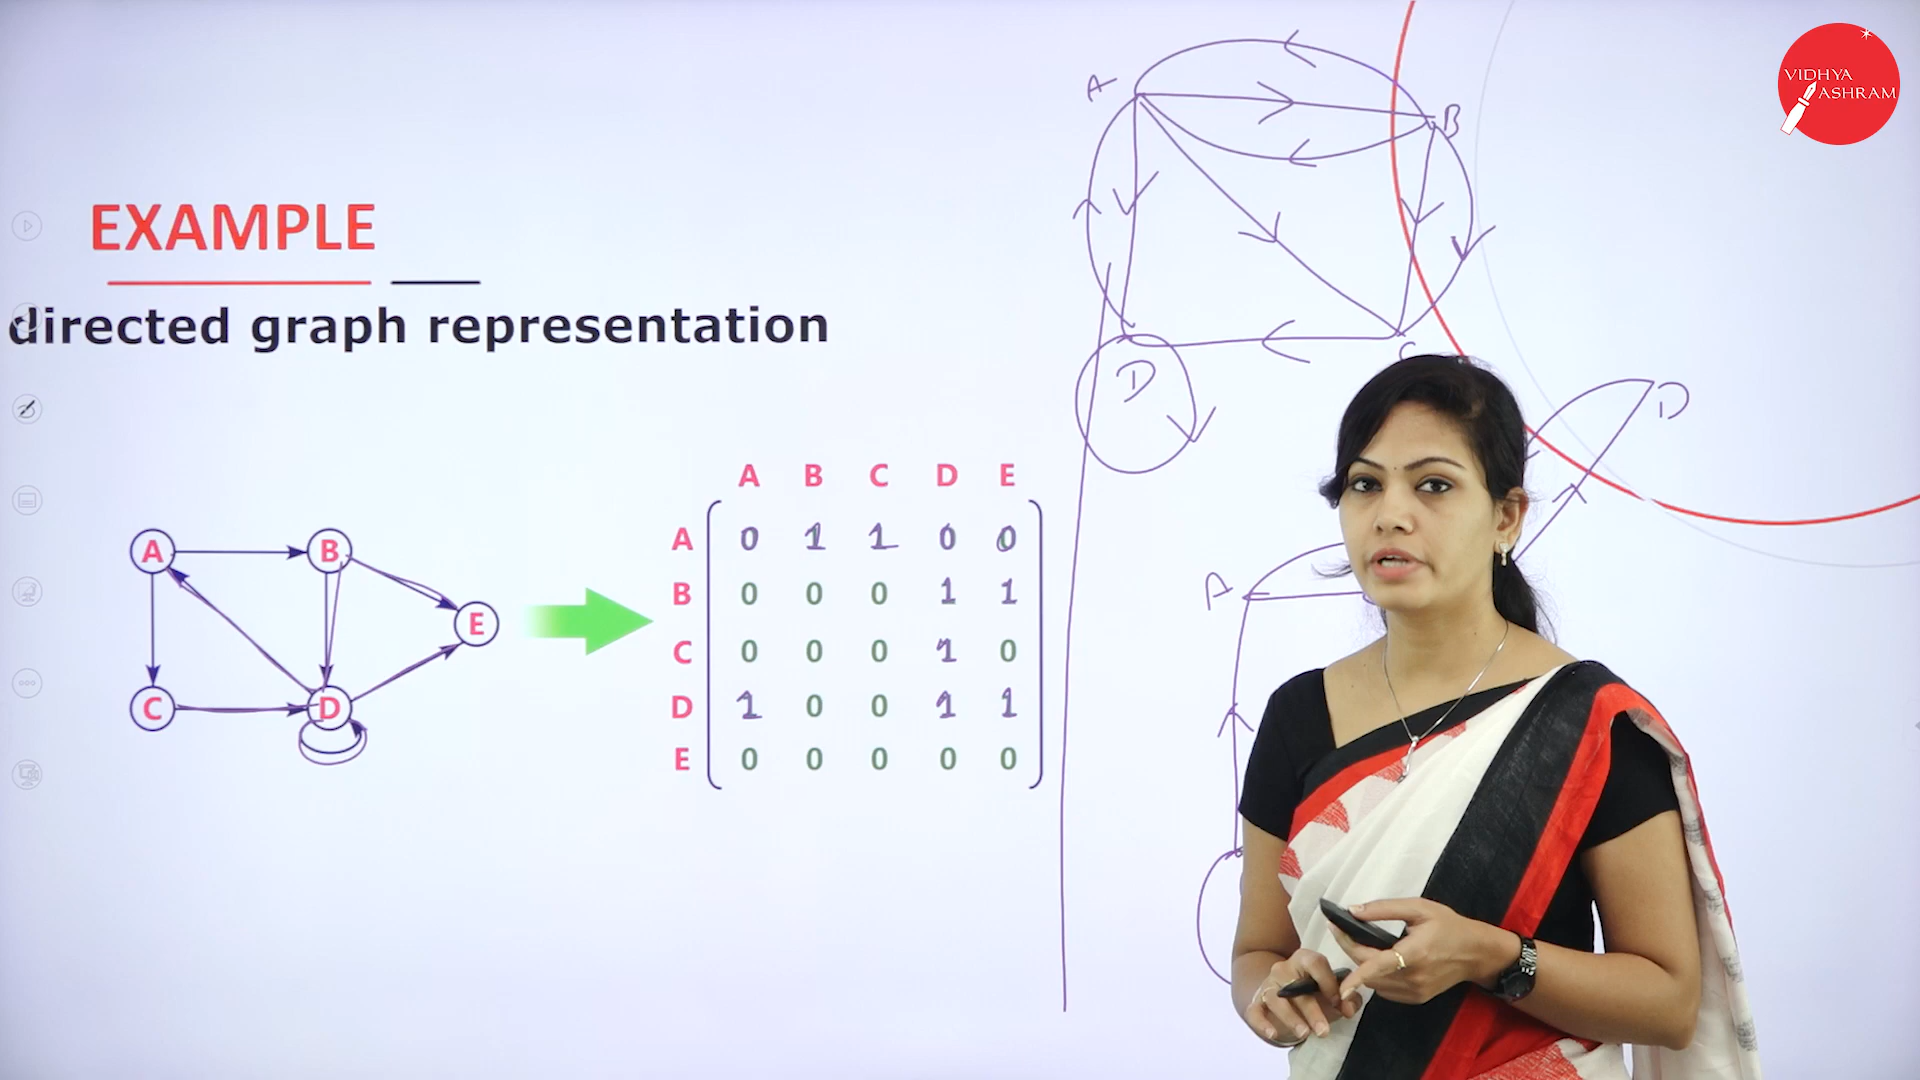 VIDHYA
ASHRAM
EXAMPLE
directed graph representation
A B C D E
A 0 1 1 0 0
B 0 0 0 1 1
C 0 0 0 1 0
D 1 0 0 1 1
E 0 0 0 0 0
A B
E
C D
A
B
C
D
D
A